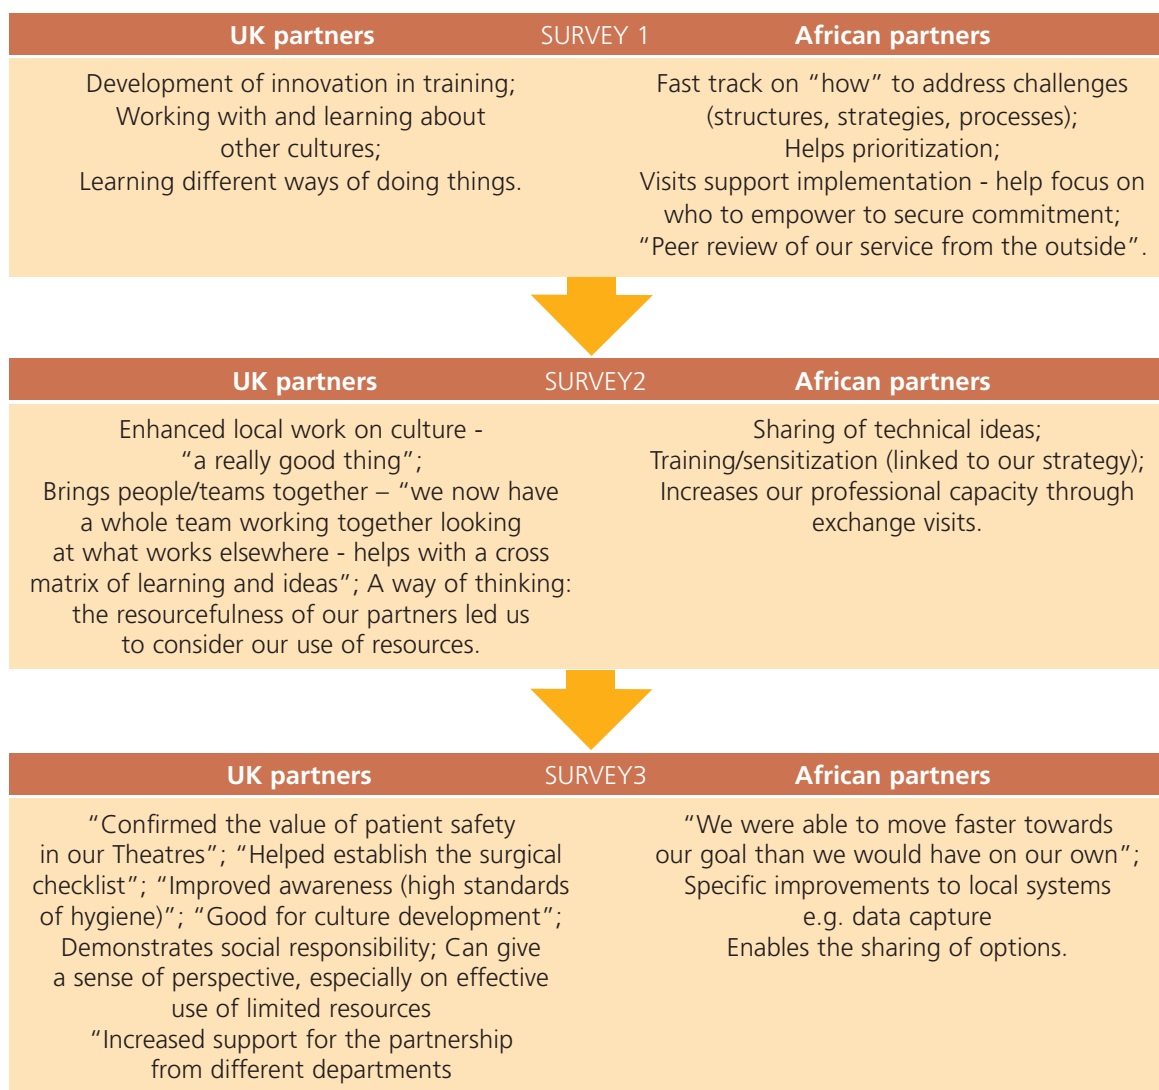 UK partners SURVEY 1 African partners
Development of innovation in training;
Working with and learning about
other cultures;
Learning different ways of doing things.
Fast track on “how” to address challenges
(structures, strategies, processes);
Helps prioritization;
Visits support implementation - help focus on
who to empower to secure commitment;
“Peer review of our service from the outside”.
UK partners SURVEY2 African partners
Enhanced local work on culture -
“a really good thing”;
Brings people/teams together – “we now have
a whole team working together looking
at what works elsewhere - helps with a cross
matrix of learning and ideas”; A way of thinking:
the resourcefulness of our partners led us
to consider our use of resources.
Sharing of technical ideas;
Training/sensitization (linked to our strategy);
Increases our professional capacity through
exchange visits.
UK partners SURVEY3 African partners
“Confirmed the value of patient safety
in our Theatres”; “Helped establish the surgical
checklist”; “Improved awareness (high standards
of hygiene)”; “Good for culture development”;
Demonstrates social responsibility; Can give
a sense of perspective, especially on effective
use of limited resources
“Increased support for the partnership
from different departments
“We were able to move faster towards
our goal than we would have on our own”;
Specific improvements to local systems
e.g. data capture
Enables the sharing of options.